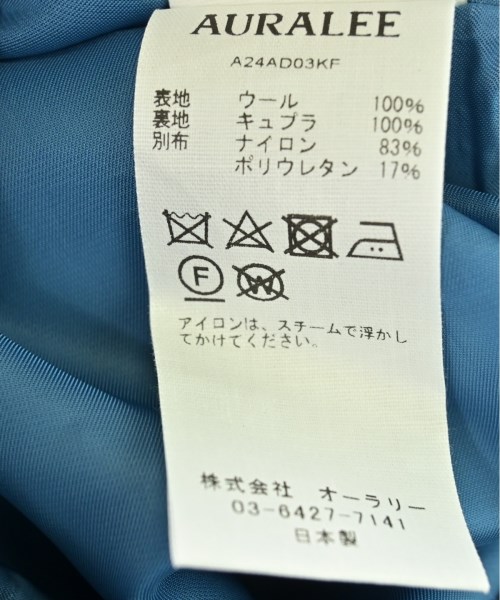 AURALEE
A24AD03KF
表地 ウール 100%
裏地 キュプラ 100%
別布 ナイロン 83%
ポリウレタン 17%
F W
アイロンは、スチームで浮かし
てかけてください。
株式会社 オーラリー
03-6427-7141
日本製